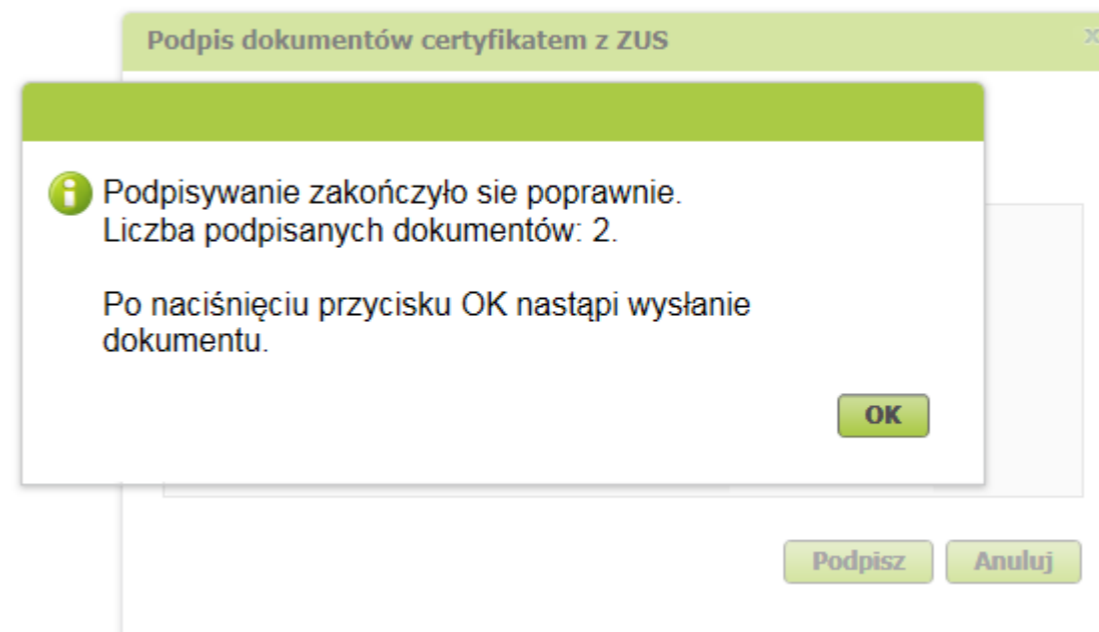 Podpis dokumentów certyfikatem z ZUS
x
Podpisywanie zakończyło sie poprawnie.
Liczba podpisanych dokumentów: 2.
Po naciśnięciu przycisku OK nastąpi wysłanie
dokumentu.
OK
Podpisz
Anuluj